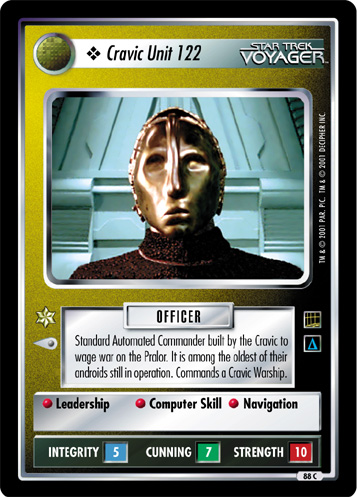 ❖ Cravic Unit 122
STAR TREK
VOYAGER™
TM & © 2001 PAR. PIC. TM & © 2001 DECIPHER INC.
OFFICER
Standard Automated Commander built by the Cravic to
wage war on the Pralor. It is among the oldest of their
androids still in operation. Commands a Cravic Warship.
Δ
• Leadership • Computer Skill • Navigation
INTEGRITY 5 CUNNING 7 STRENGTH 10
88 C